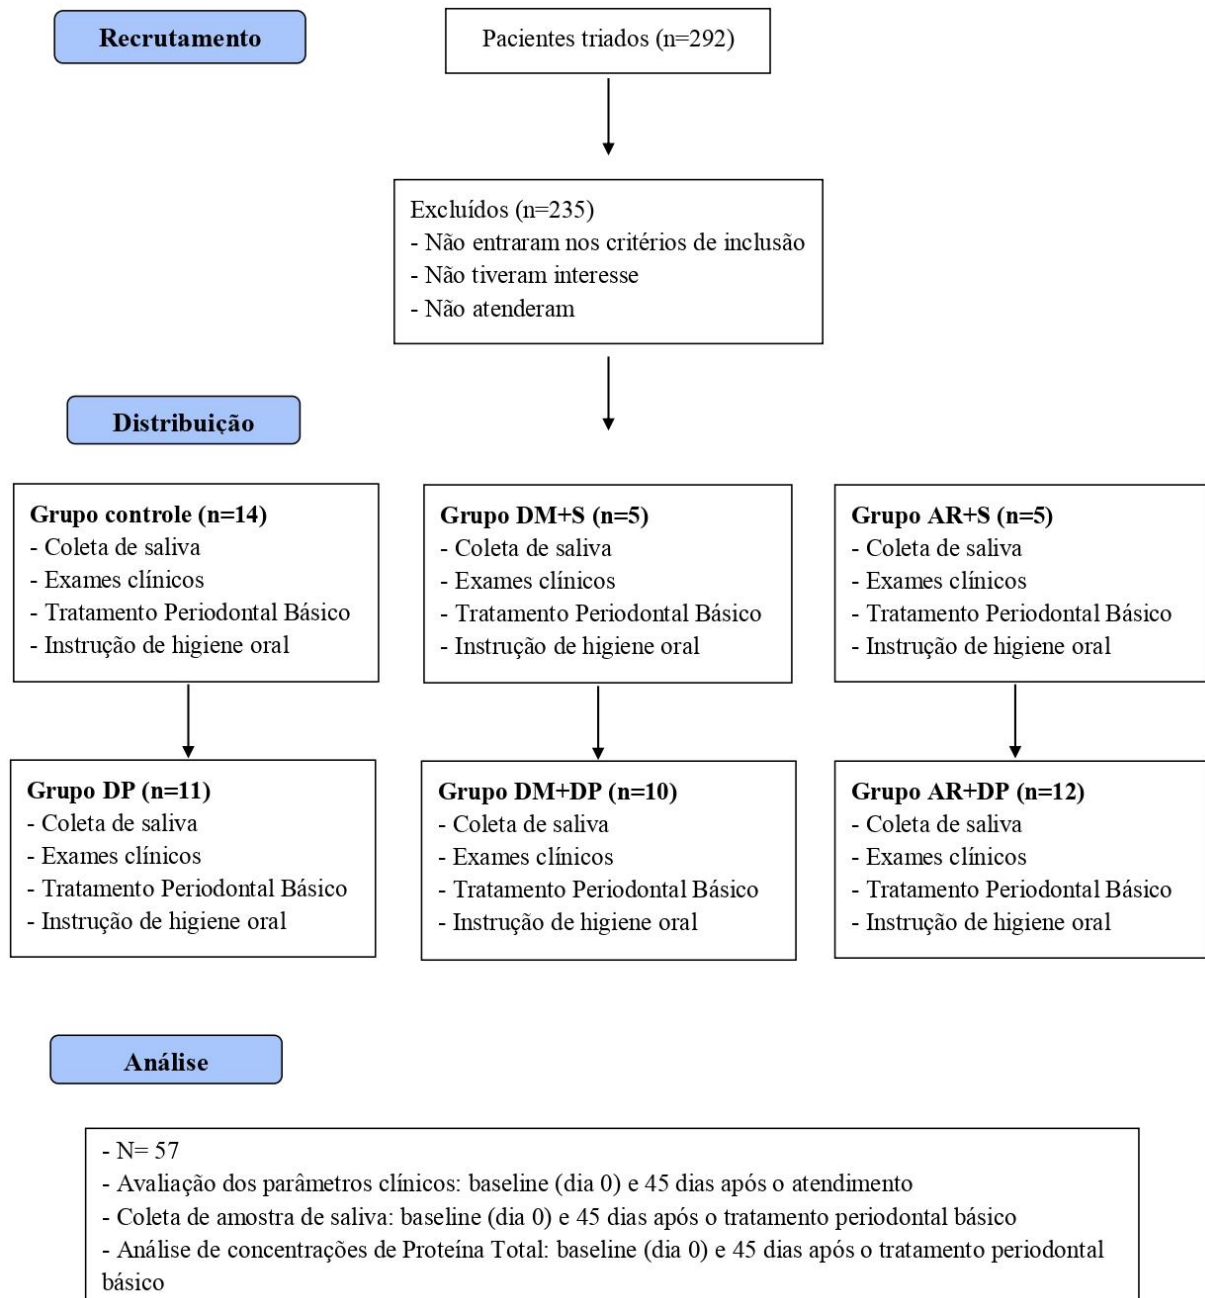 Recrutamento
Pacientes triados (n=292)
Excluídos (n=235)
- Não entraram nos critérios de inclusão
- Não tiveram interesse
- Não atenderam
Distribuição
Grupo controle (n=14)
- Coleta de saliva
- Exames clínicos
- Tratamento Periodontal Básico
- Instrução de higiene oral
Grupo DM+S (n=5)
- Coleta de saliva
- Exames clínicos
- Tratamento Periodontal Básico
- Instrução de higiene oral
Grupo AR+S (n=5)
- Coleta de saliva
- Exames clínicos
- Tratamento Periodontal Básico
- Instrução de higiene oral
Grupo DP (n=11)
- Coleta de saliva
- Exames clínicos
- Tratamento Periodontal Básico
- Instrução de higiene oral
Grupo DM+DP (n=10)
- Coleta de saliva
- Exames clínicos
- Tratamento Periodontal Básico
- Instrução de higiene oral
Grupo AR+DP (n=12)
- Coleta de saliva
- Exames clínicos
- Tratamento Periodontal Básico
- Instrução de higiene oral
Análise
- N= 57
- Avaliação dos parâmetros clínicos: baseline (dia 0) e 45 dias após o atendimento
- Coleta de amostra de saliva: baseline (dia 0) e 45 dias após o tratamento periodontal básico
- Análise de concentrações de Proteína Total: baseline (dia 0) e 45 dias após o tratamento periodontal
básico